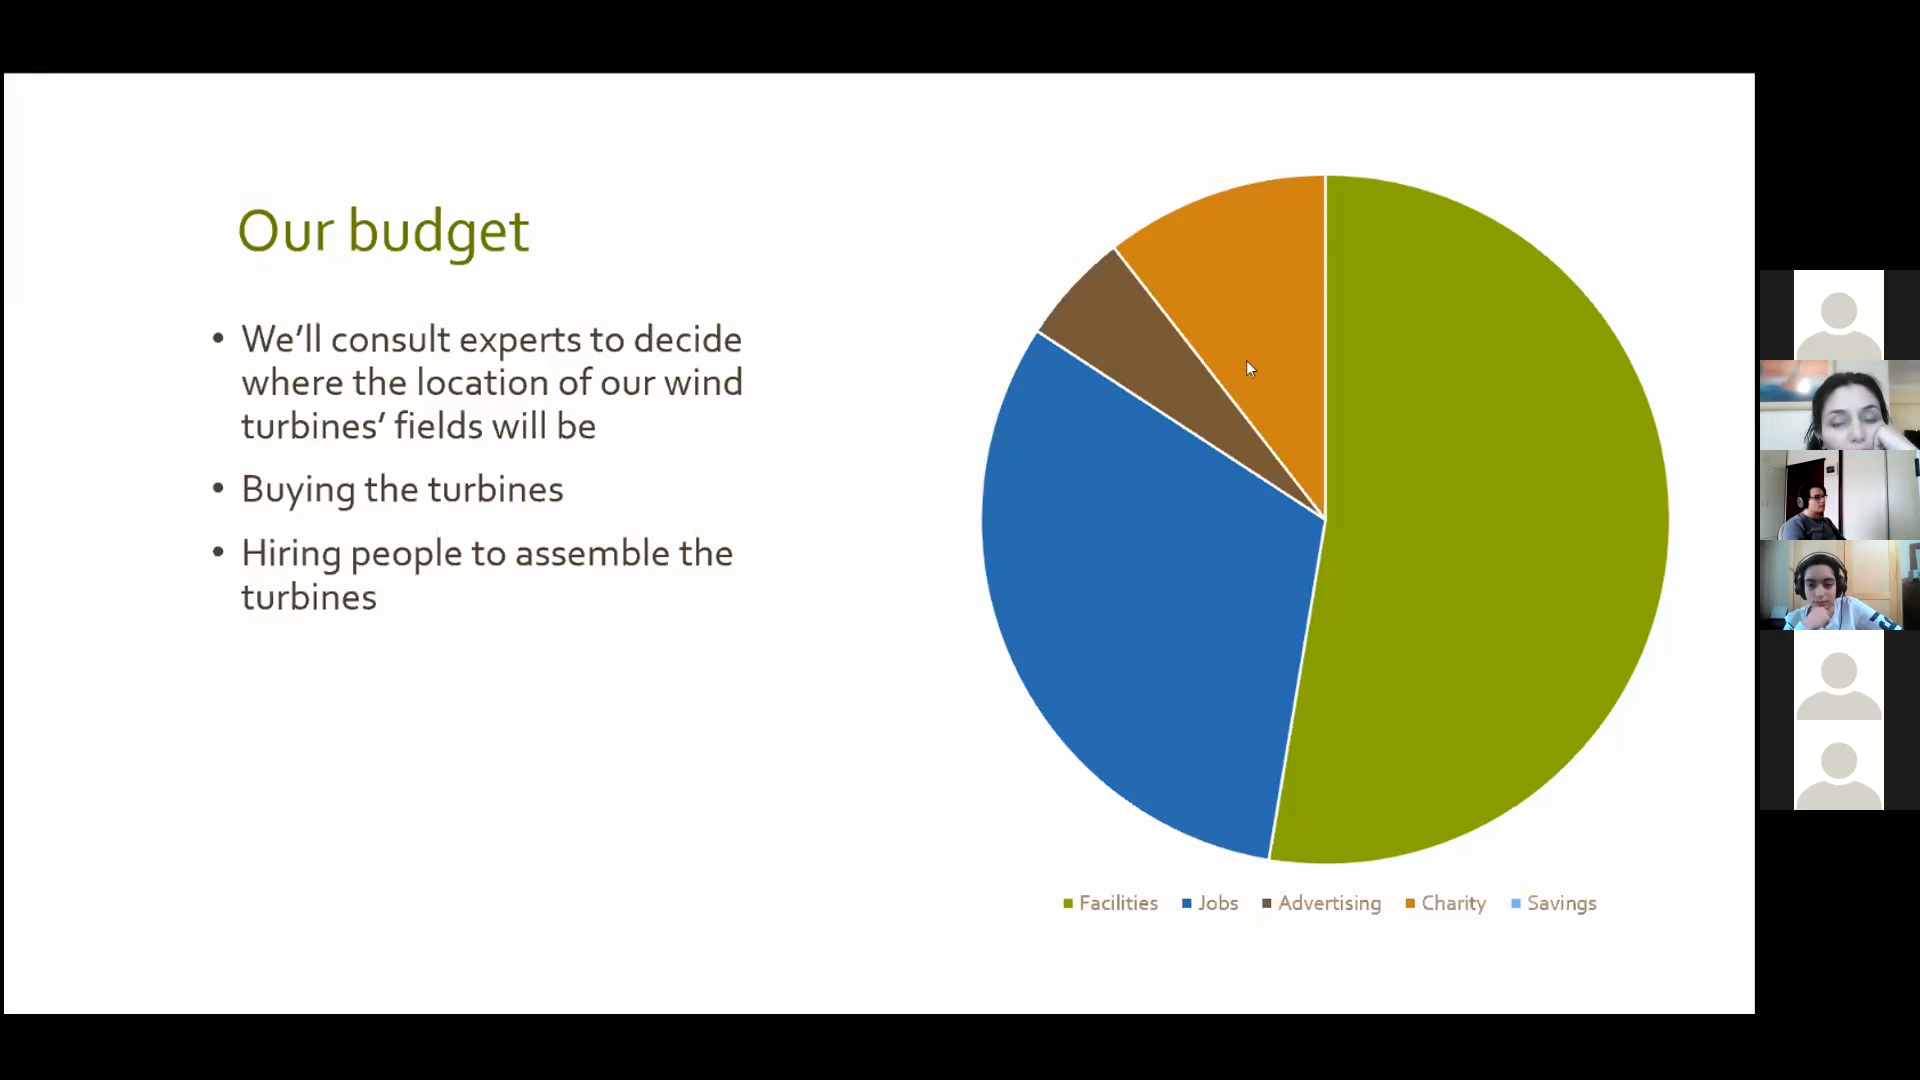 Our budget
• We’ll consult experts to decide
where the location of our wind
turbines’ fields will be
• Buying the turbines
• Hiring people to assemble the
turbines
Facilities Jobs Advertising Charity Savings